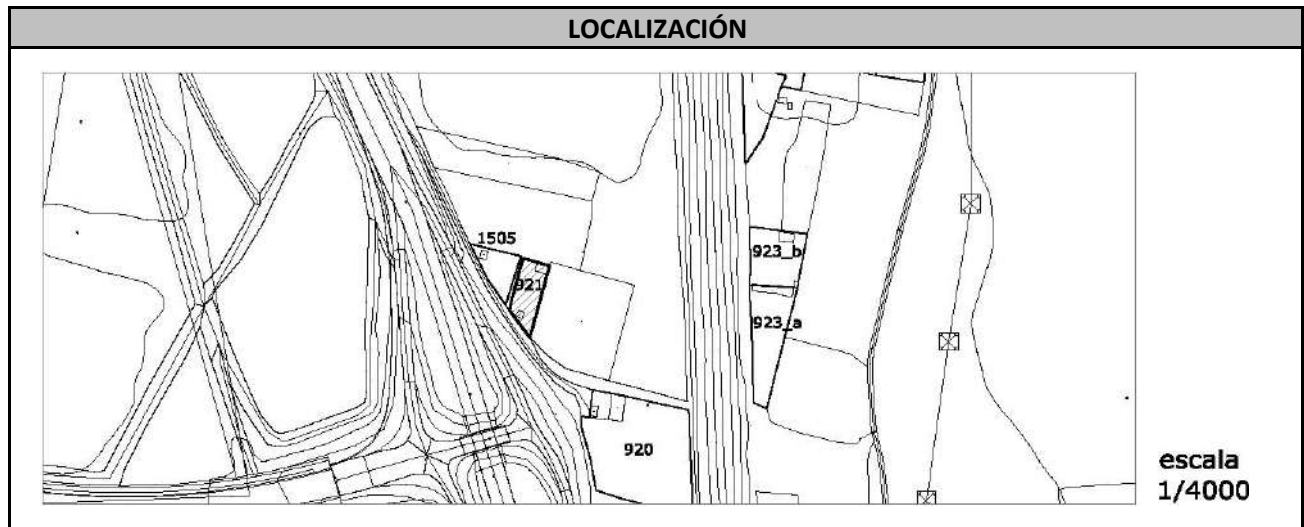 LOCALIZACIÓN
1505
921
923_b
923_a
920
escala
1/4000